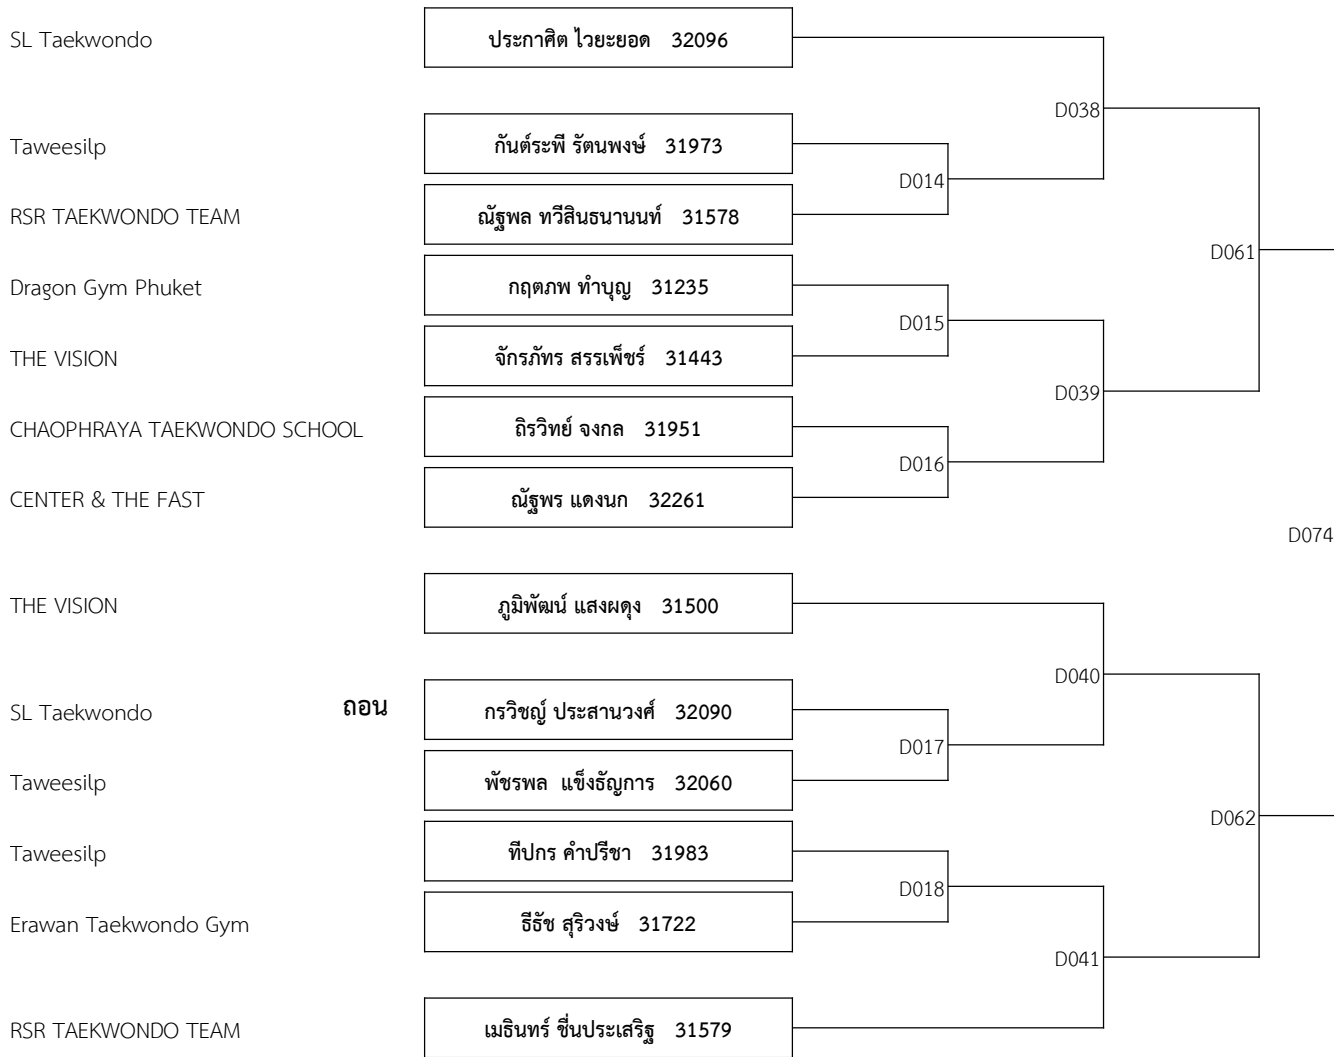 SL Taekwondo ประกาศิต ไวยะยอด 32096
D038
Taweesilp กันต์ระพี รัตนพงษ์ 31973
D014
RSR TAEKWONDO TEAM ณัฐพล ทวีสินธนานนท์ 31578
D061
Dragon Gym Phuket กฤตภพ ทำบุญ 31235
D015
THE VISION จักรภัทร สรรเพ็ชร์ 31443
D039
CHAOPHRAYA TAEKWONDO SCHOOL ถิรวิทย์ จงกล 31951
D016
CENTER & THE FAST ณัฐพร แดงนก 32261
D074
THE VISION ภูมิพัฒน์ แสงผดุง 31500
D040
SL Taekwondo ถอน กรวิชญ์ ประสานวงศ์ 32090
D017
Taweesilp พัชรพล แข็งธัญการ 32060
D062
Taweesilp ทีปกร คำปรีชา 31983
D018
Erawan Taekwondo Gym ธีธัช สุริวงษ์ 31722
D041
RSR TAEKWONDO TEAM เมธินทร์ ชื่นประเสริฐ 31579